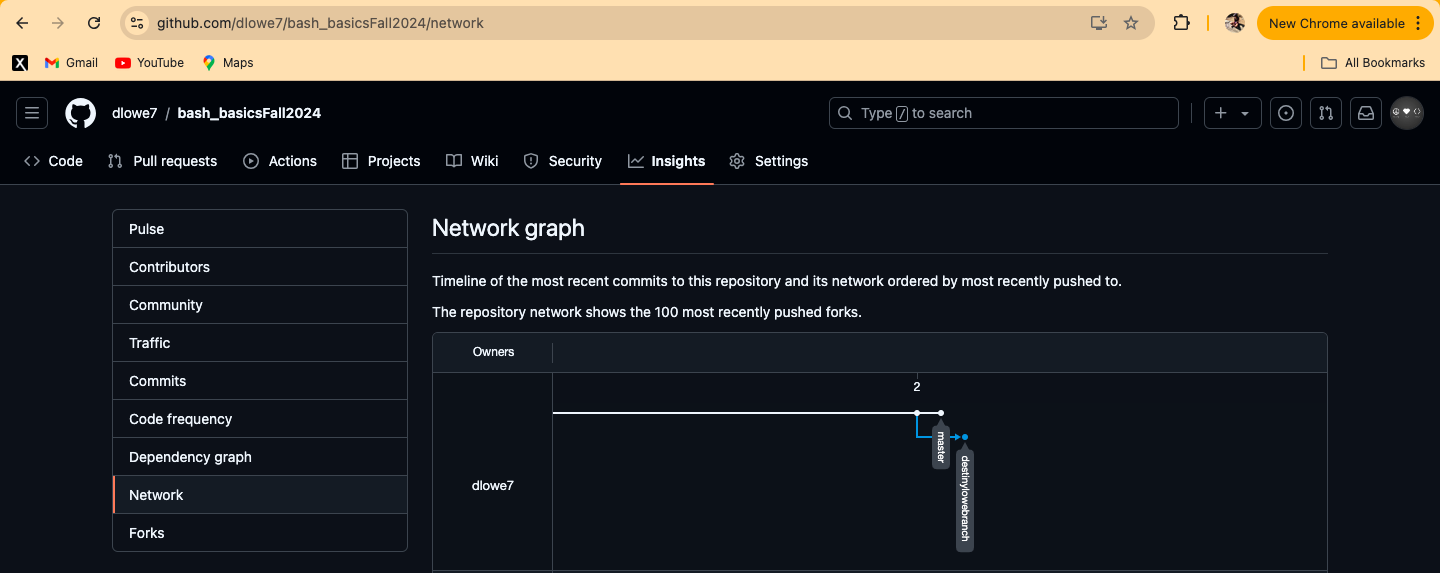 github.com/dlowe7/bash_basicsFall2024/network
New Chrome available
Gmail YouTube Maps All Bookmarks
dlowe7 / bash_basicsFall2024 Type / to search
Code Pull requests Actions Projects Wiki Security Insights Settings
Pulse
Contributors
Community
Traffic
Commits
Code frequency
Dependency graph
Network
Forks
Network graph
Timeline of the most recent commits to this repository and its network ordered by most recently pushed to.
The repository network shows the 100 most recently pushed forks.
Owners
2
master
destinylowebranch
dlowe7